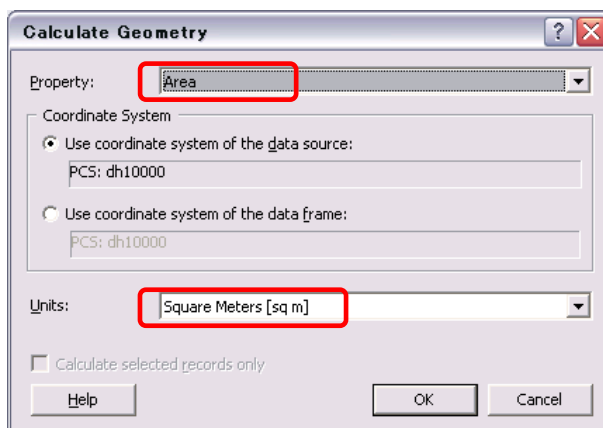 Calculate Geometry
Property: Area
Coordinate System
Use coordinate system of the data source:
PCS: dh10000
Use coordinate system of the data frame:
PCS: dh10000
Units: Square Meters [sq m]
Calculate selected records only
Help OK Cancel